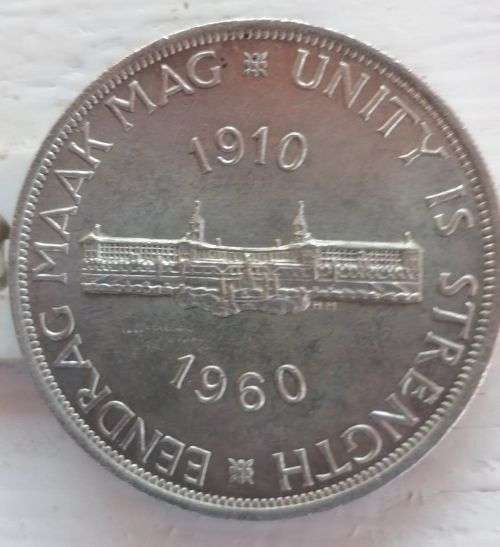 EENDRAG MAAK MAG
UNITY IS STRENGTH
1910
1960